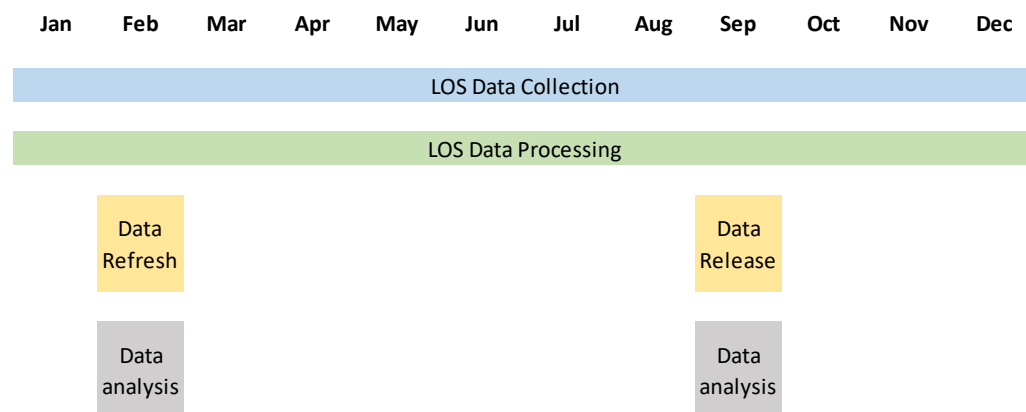 Jan Feb Mar Apr May Jun Jul Aug Sep Oct Nov Dec
LOS Data Collection
LOS Data Processing
Data Refresh
Data Release
Data analysis
Data analysis